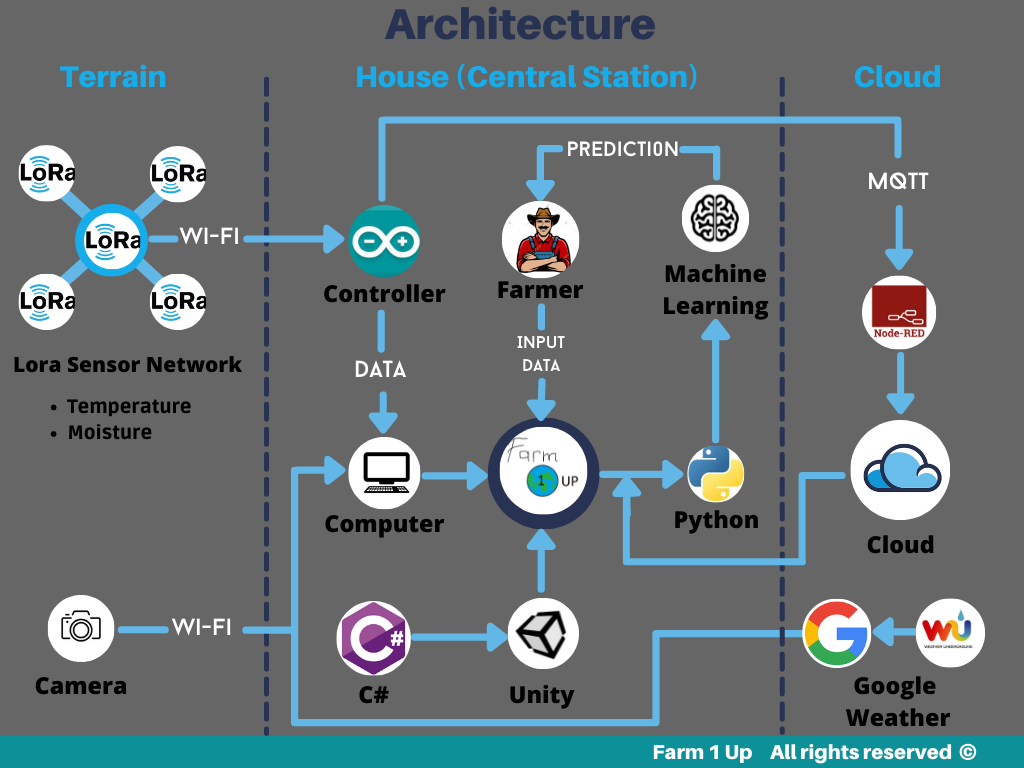 Architecture
Terrain
House (Central Station)
Cloud
PREDICTION
LoRa
LoRa
MQTT
LoRa
WI-FI
LoRa
LoRa
Controller
Farmer
Machine
Learning
Node-RED
Lora Sensor Network
DATA
INPUT
DATA
• Temperature
• Moisture
Farm
1 UP
Computer
Python
Cloud
Camera
WI-FI
C#
C#
Unity
G
WU
WEATHER UNDERGROUND
Google
Weather
Farm 1 Up All rights reserved ©